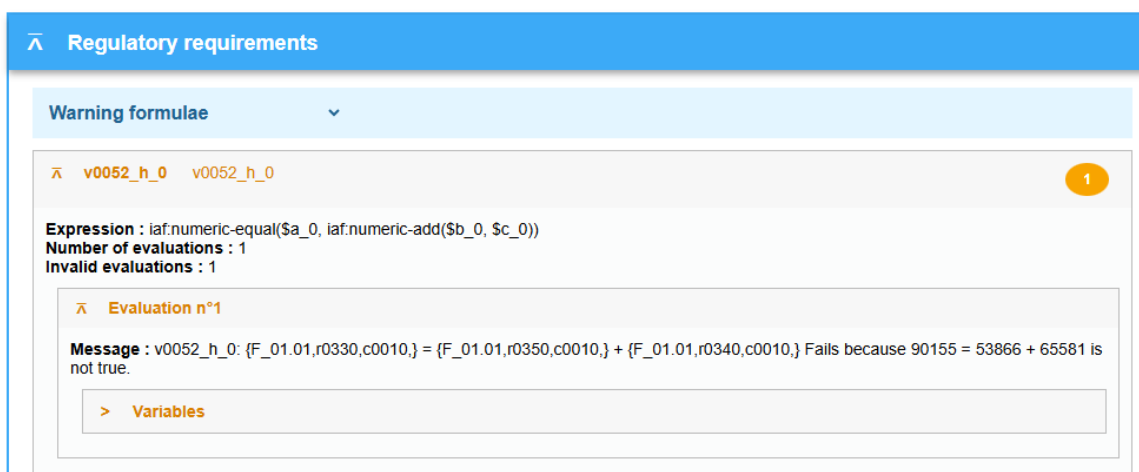 Regulatory requirements
Warning formulae
v0052_h_0 v0052_h_0 1
Expression : iaf:numeric-equal($a_0, iaf:numeric-add($b_0, $c_0))
Number of evaluations : 1
Invalid evaluations : 1
Evaluation n°1
Message : v0052_h_0: {F_01.01,r0330,c0010,} = {F_01.01,r0350,c0010,} + {F_01.01,r0340,c0010,} Fails because 90155 = 53866 + 65581 is
not true.
> Variables